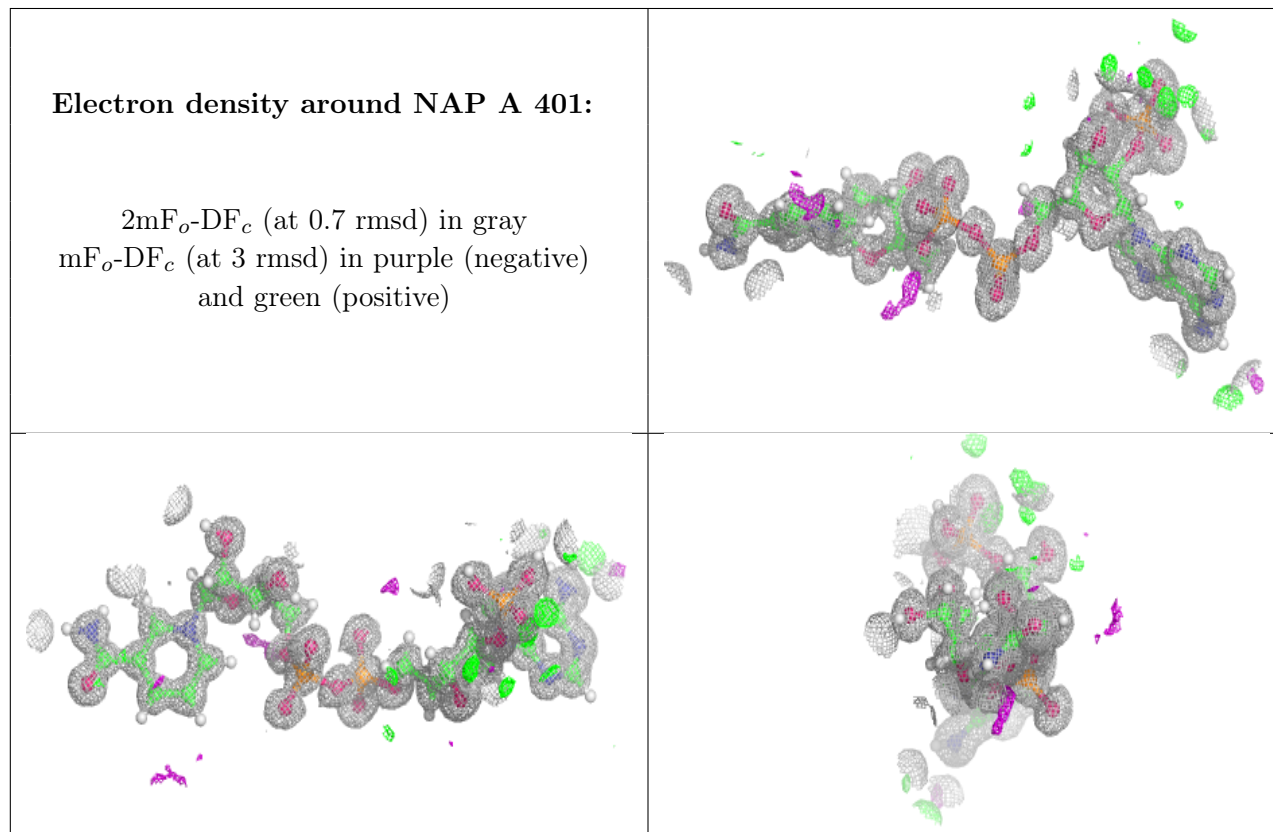 Electron density around NAP A 401:
2mFo-DFc (at 0.7 rmsd) in gray
mFo-DFc (at 3 rmsd) in purple (negative)
and green (positive)